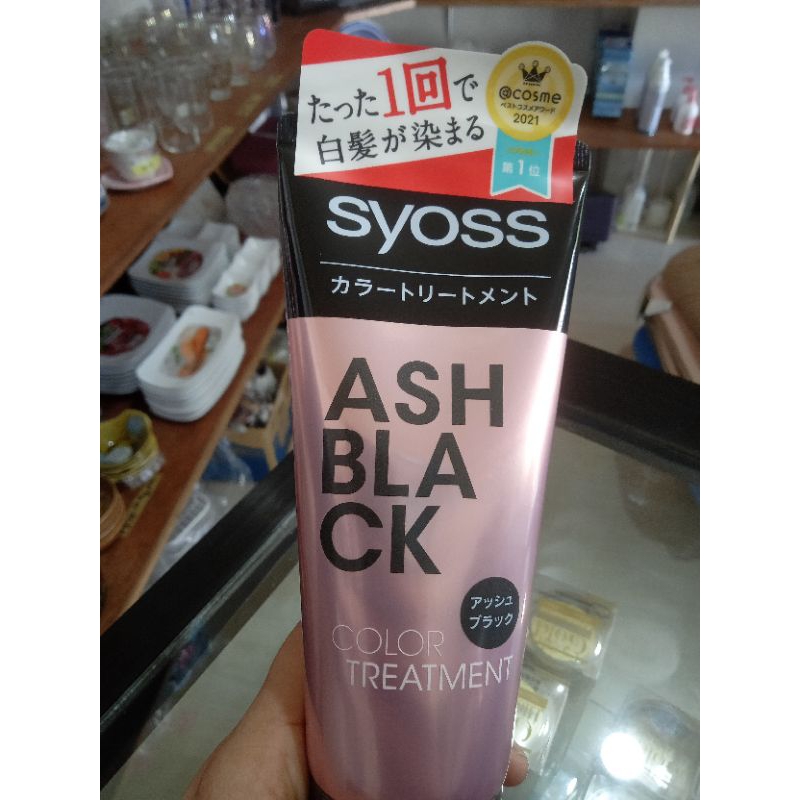 たった1回で
白髪が染まる
@cosme
ベストコスメアワード
2021
第1位
syoss
カラートリートメント
ASH
BLA
CK
アッシュ
ブラック
COLOR
TREATMENT